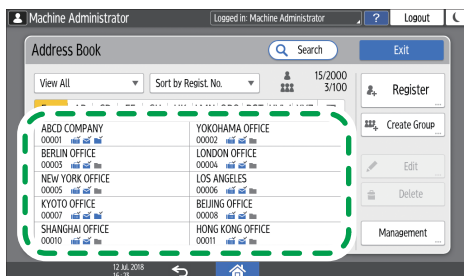 Machine Administrator
Logged in: Machine Administrator
?
Logout
Address Book
Search
Exit
View All
Sort by Regist. No.
15/2000
3/100
Register
ABCD COMPANY
00001
YOKOHAMA OFFICE
00002
Create Group
BERLIN OFFICE
00003
LONDON OFFICE
00004
NEW YORK OFFICE
00005
LOS ANGELES
00006
Edit
KYOTO OFFICE
00007
BEIJING OFFICE
00008
Delete
SHANGHAI OFFICE
00010
HONG KONG OFFICE
00011
Management
12 Jul. 2018
16:23